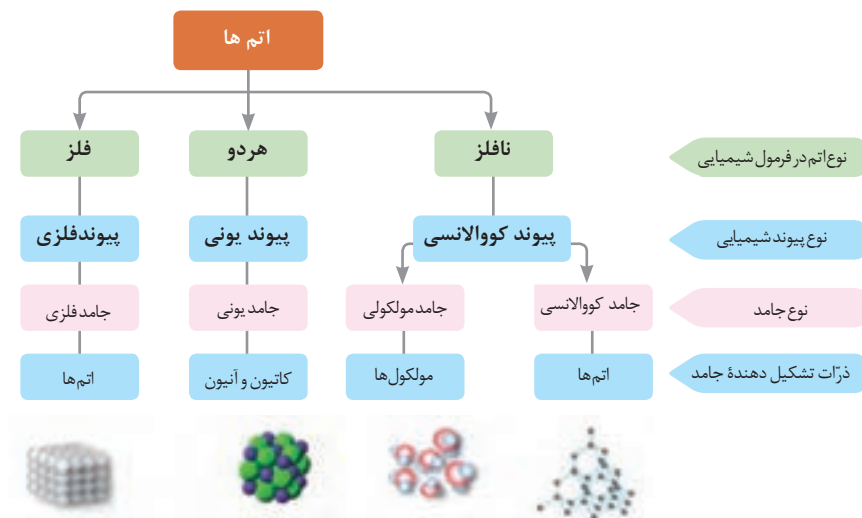 اتم ها
نوع اتم در فرمول شیمیایی
نافلز
هردو
فلز
نوع پیوند شیمیایی
پیوند کووالانسی
پیوند یونی
پیوندفلزی
نوع جامد
جامد کووالانسی
جامد مولکولی
جامد یونی
جامد فلزی
ذرّات تشکیل دهندهٔ جامد
اتم‌ها
مولکول‌ها
کاتیون و آنیون
اتم‌ها